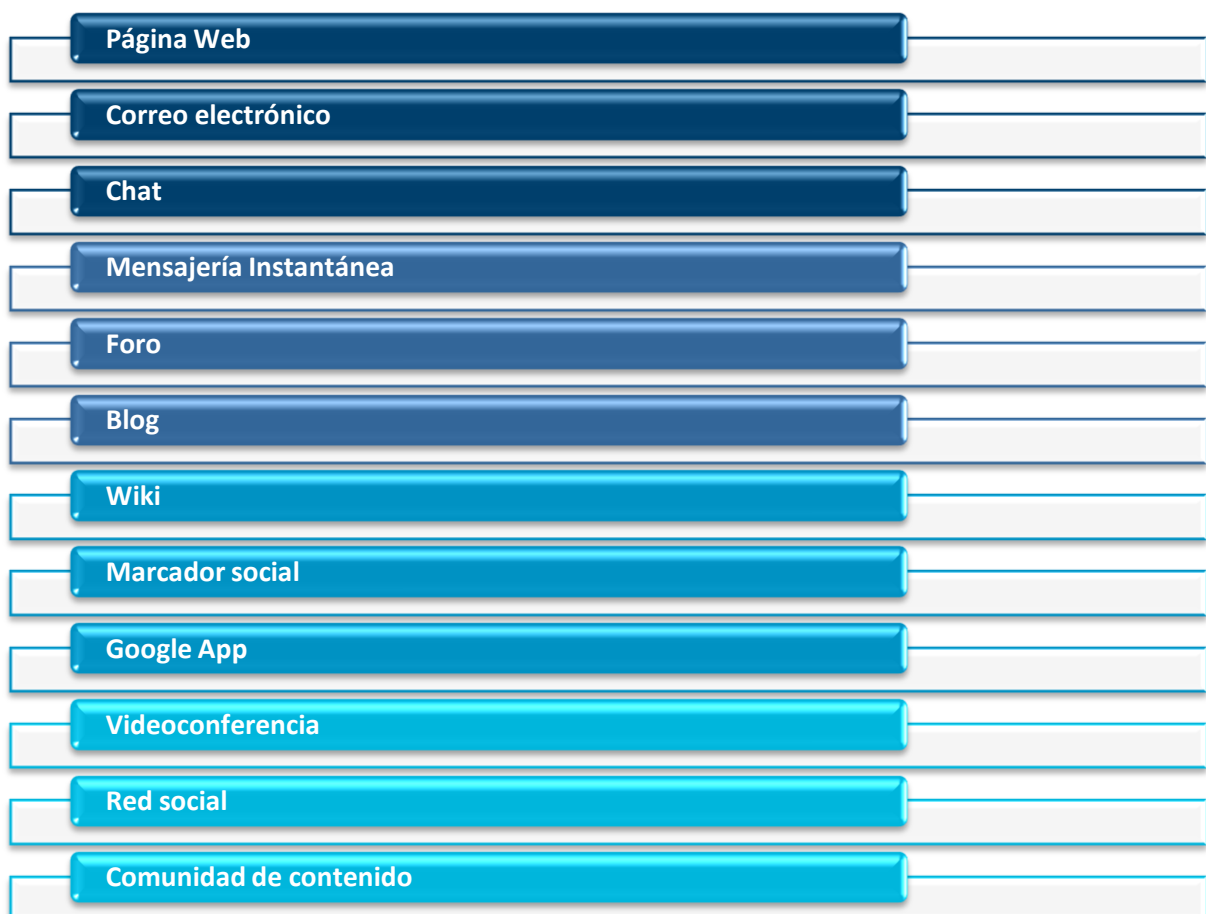 Página Web
Correo electrónico
Chat
Mensajería Instantánea
Foro
Blog
Wiki
Marcador social
Google App
Videoconferencia
Red social
Comunidad de contenido